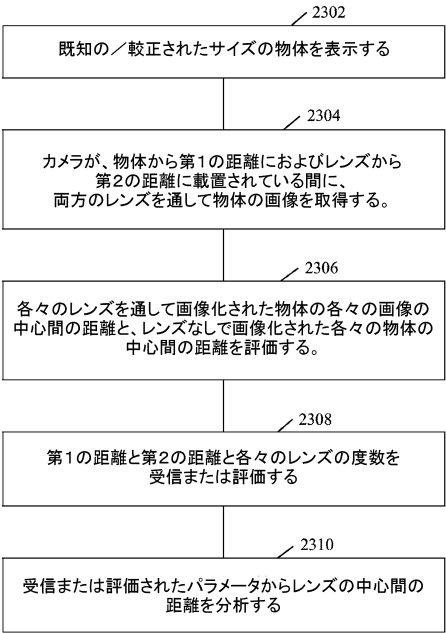 2302
既知の／較正されたサイズの物体を表示する
2304
カメラが、物体から第１の距離におよびレンズから
第２の距離に載置されている間に、
両方のレンズを通して物体の画像を取得する。
2306
各々のレンズを通して画像化された物体の各々の画像の
中心間の距離と、レンズなしで画像化された各々の物体の
中心間の距離を評価する。
2308
第１の距離と第２の距離と各々のレンズの度数を
受信または評価する
2310
受信または評価されたパラメータからレンズの中心間の
距離を分析する